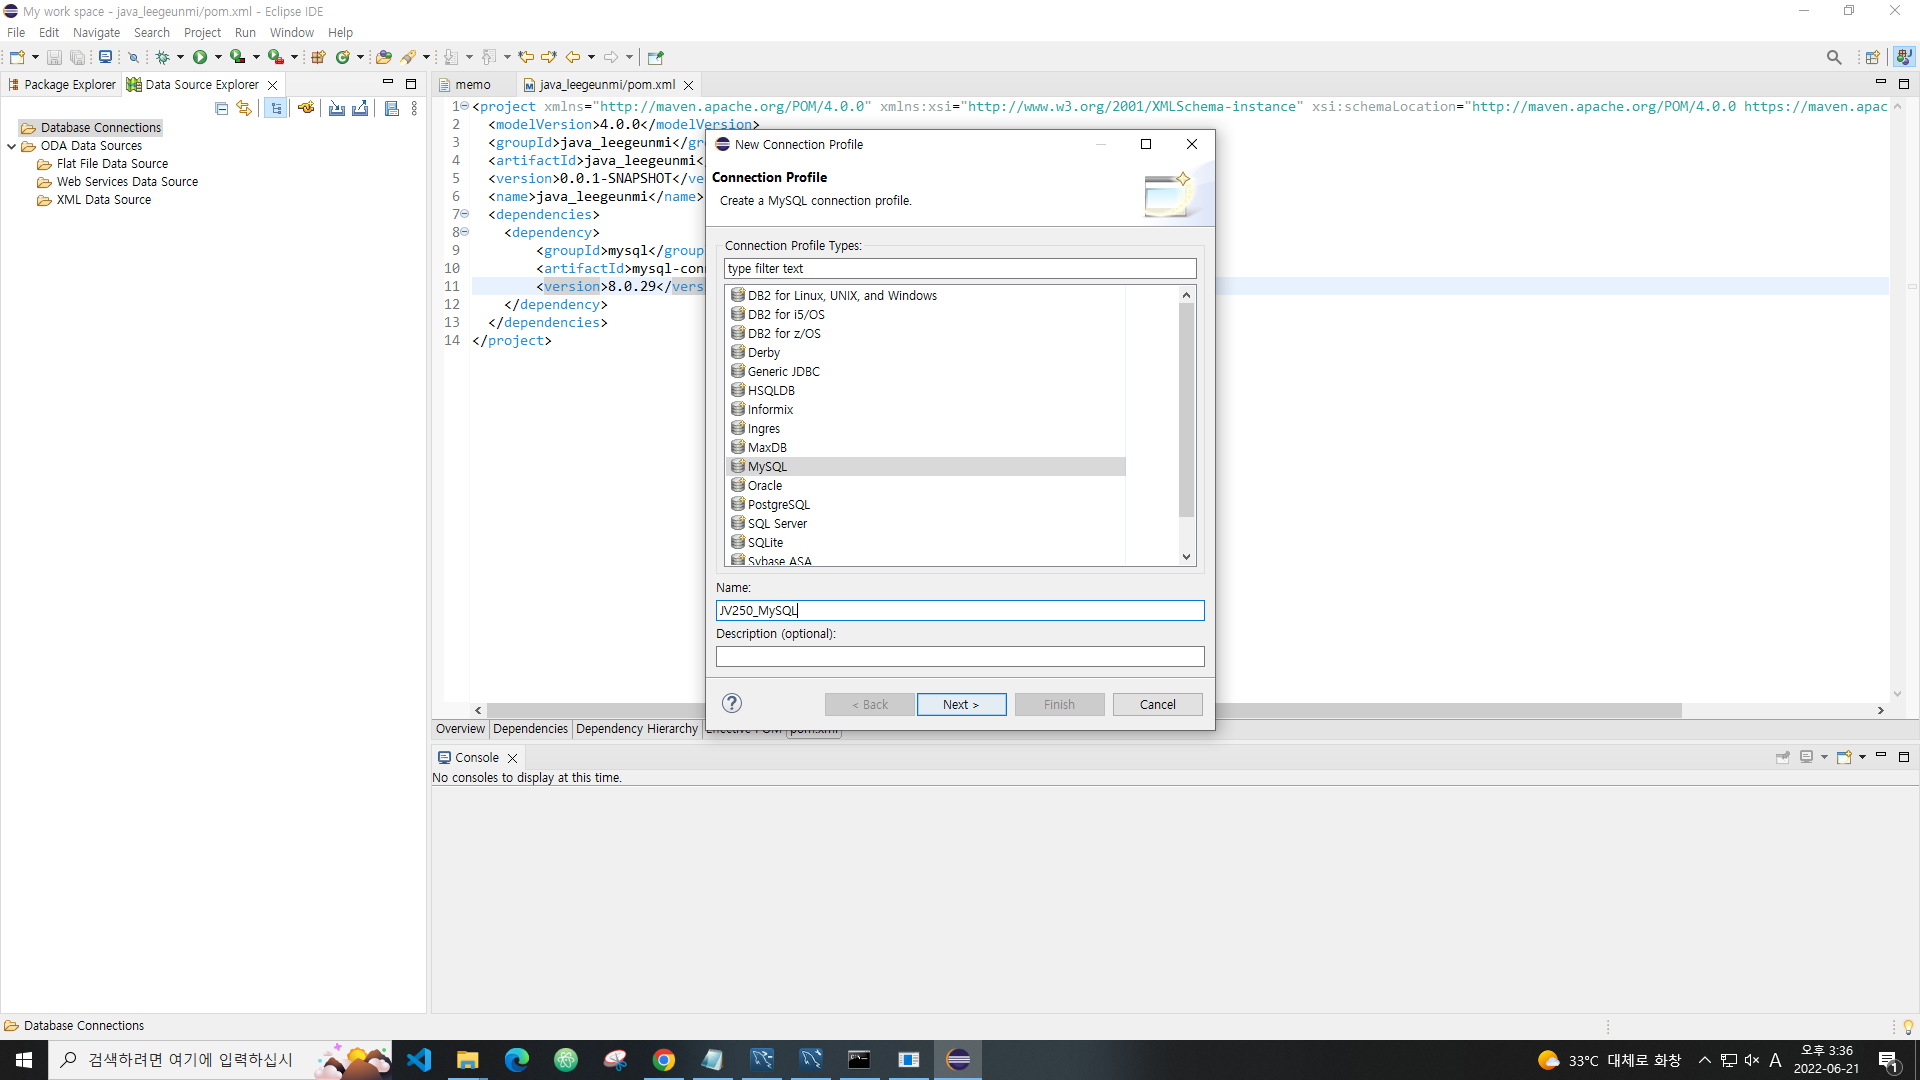 My work space - java_leegeunmi/pom.xml - Eclipse IDE
File Edit Navigate Search Project Run Window Help
Package Explorer Data Source Explorer
memo java_leegeunmi/pom.xml
Database Connections
ODA Data Sources
Flat File Data Source
Web Services Data Source
XML Data Source
1 <project xmlns="http://maven.apache.org/POM/4.0.0" xmlns:xsi="http://www.w3.org/2001/XMLSchema-instance" xsi:schemaLocation="http://maven.apache.org/POM/4.0.0 https://maven.apac
2 <modelVersion>4.0.0</modelVersion>
3 <groupId>java_leegeunmi</gr
4 <artifactId>java_leegeunmi<
5 <version>0.0.1-SNAPSHOT</ve
6 <name>java_leegeunmi</name>
7 <dependencies>
8 <dependency>
9 <groupId>mysql</group
10 <artifactId>mysql-con
11 <version>8.0.29</vers
12 </dependency>
13 </dependencies>
14 </project>
New Connection Profile
Connection Profile
Create a MySQL connection profile.
Connection Profile Types:
type filter text
DB2 for Linux, UNIX, and Windows
DB2 for i5/OS
DB2 for z/OS
Derby
Generic JDBC
HSQLDB
Informix
Ingres
MaxDB
MySQL
Oracle
PostgreSQL
SQL Server
SQLite
Sybase ASA
Name:
JV250_MySQL
Description (optional):
? < Back Next > Finish Cancel
Overview Dependencies Dependency Hierarchy Effective POM pom.xml
Console
No consoles to display at this time.
Database Connections
검색하려면 여기에 입력하십시
33°C 대체로 화창
A
오후 3:36
2022-06-21
1